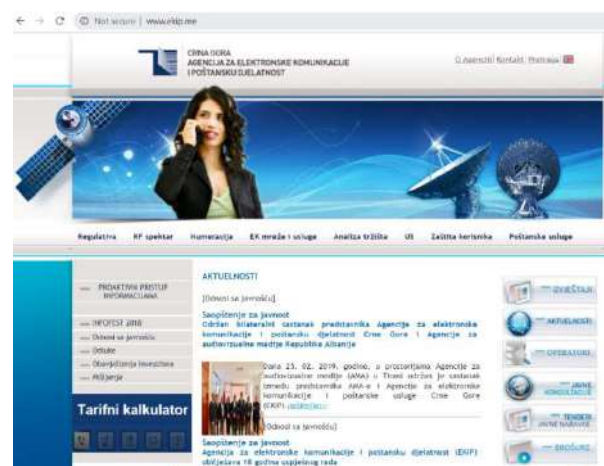 Not secure | www.ekip.me
CRNA GORA
AGENCIJA ZA ELEKTRONSKE KOMUNIKACIJE
I POŠTANSKU DJELATNOST
O Agenciji Kontakt Pretraga
Regulativa RF spektar Numeracija EK mreže i usluge Analiza tržišta US Zaštita korisnika Poštanske usluge
PROAKTIVNI PRISTUP
INFORMACIJAMA
INFOFEST 2018
Odnosi sa javnošću
Odluke
Obavještenja
Mišljenja
Tarifni kalkulator
AKTUELNOSTI
[Odnosi sa javnošću]
Saopštenje za javnost
Održan bilateralni sastanak predstavnika Agencije za elektronske
komunikacije i poštansku djelatnost Crne Gore i Agencije za
audiovizuelne medije Republike Albanije
Dana 25. 02. 2019. godine, u prostorijama Agencije za
audiovizuelne medije (AMA) u Tirani održan je sastanak
između predstavnika AMA-e i Agencije za elektronske
komunikacije i poštanske usluge Crne Gore
(EKIP).
[Odnosi sa javnošću]
Saopštenje za javnost
Agencija za elektronske komunikacije i poštansku djelatnost (EKIP)
obilježava 18 godina uspješnog rada
IZVJEŠTAJI
AKTUELNOSTI
OPERATORI
JAVNE
KONSULTACIJE
TENDERI
JAVNE NABAVKE
BROŠURE